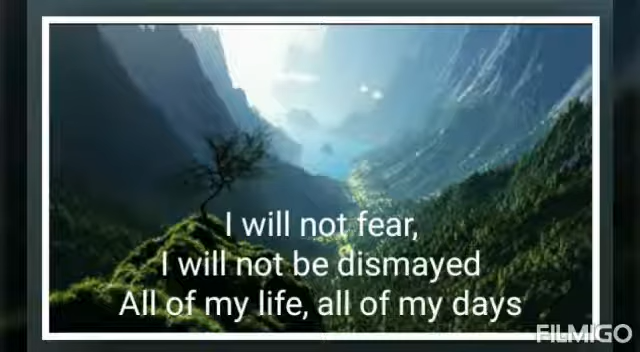 I will not fear,
I will not be dismayed
All of my life, all of my days
FILMIGO